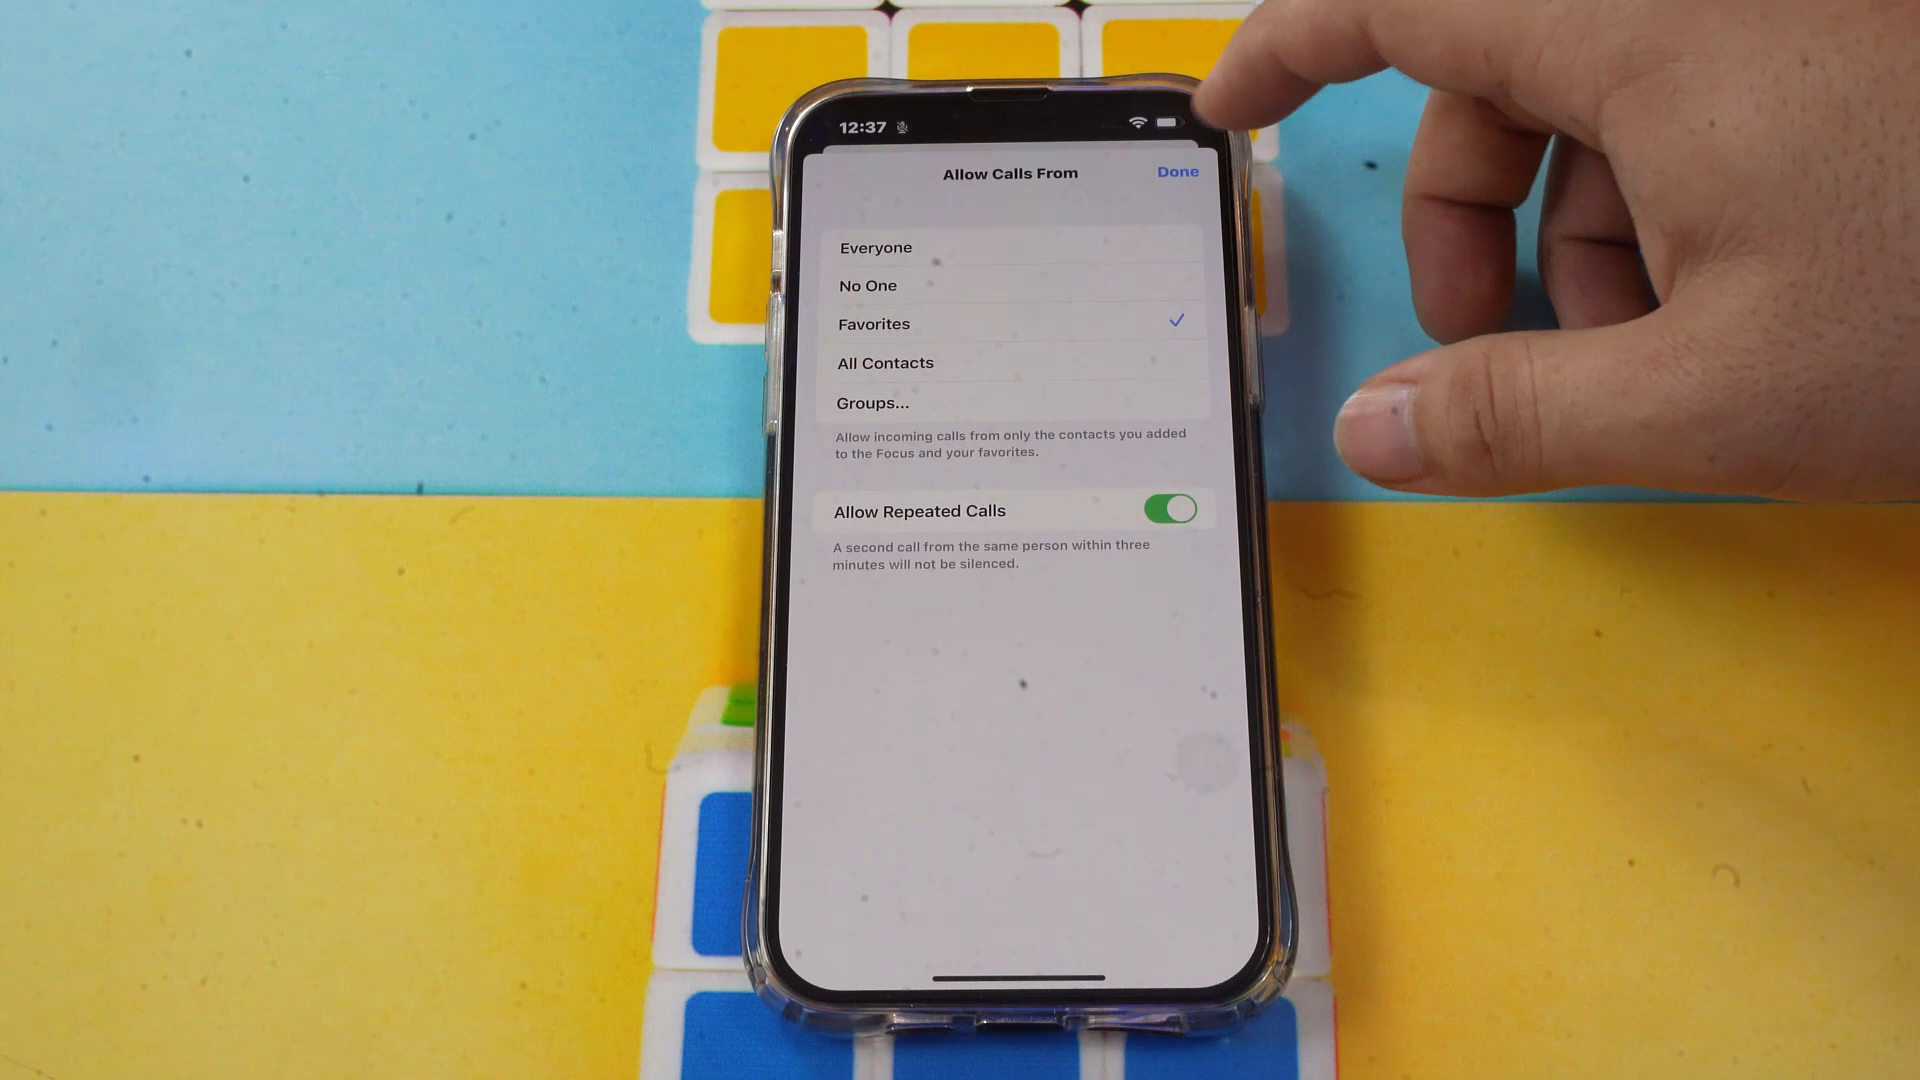 12:37
Allow Calls From
Done
Everyone
No One
Favorites
All Contacts
Groups...
Allow incoming calls from only the contacts you added
to the Focus and your favorites.
Allow Repeated Calls
A second call from the same person within three
minutes will not be silenced.